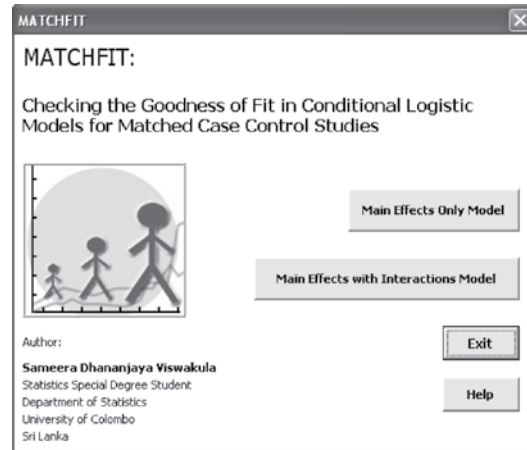 MATCHFIT
MATCHFIT:
Checking the Goodness of Fit in Conditional Logistic
Models for Matched Case Control Studies
Main Effects Only Model
Main Effects with Interactions Model
Author:
Exit
Sameera Dhananjaya Viswakula
Statistics Special Degree Student
Department of Statistics
Help
University of Colombo
Sri Lanka